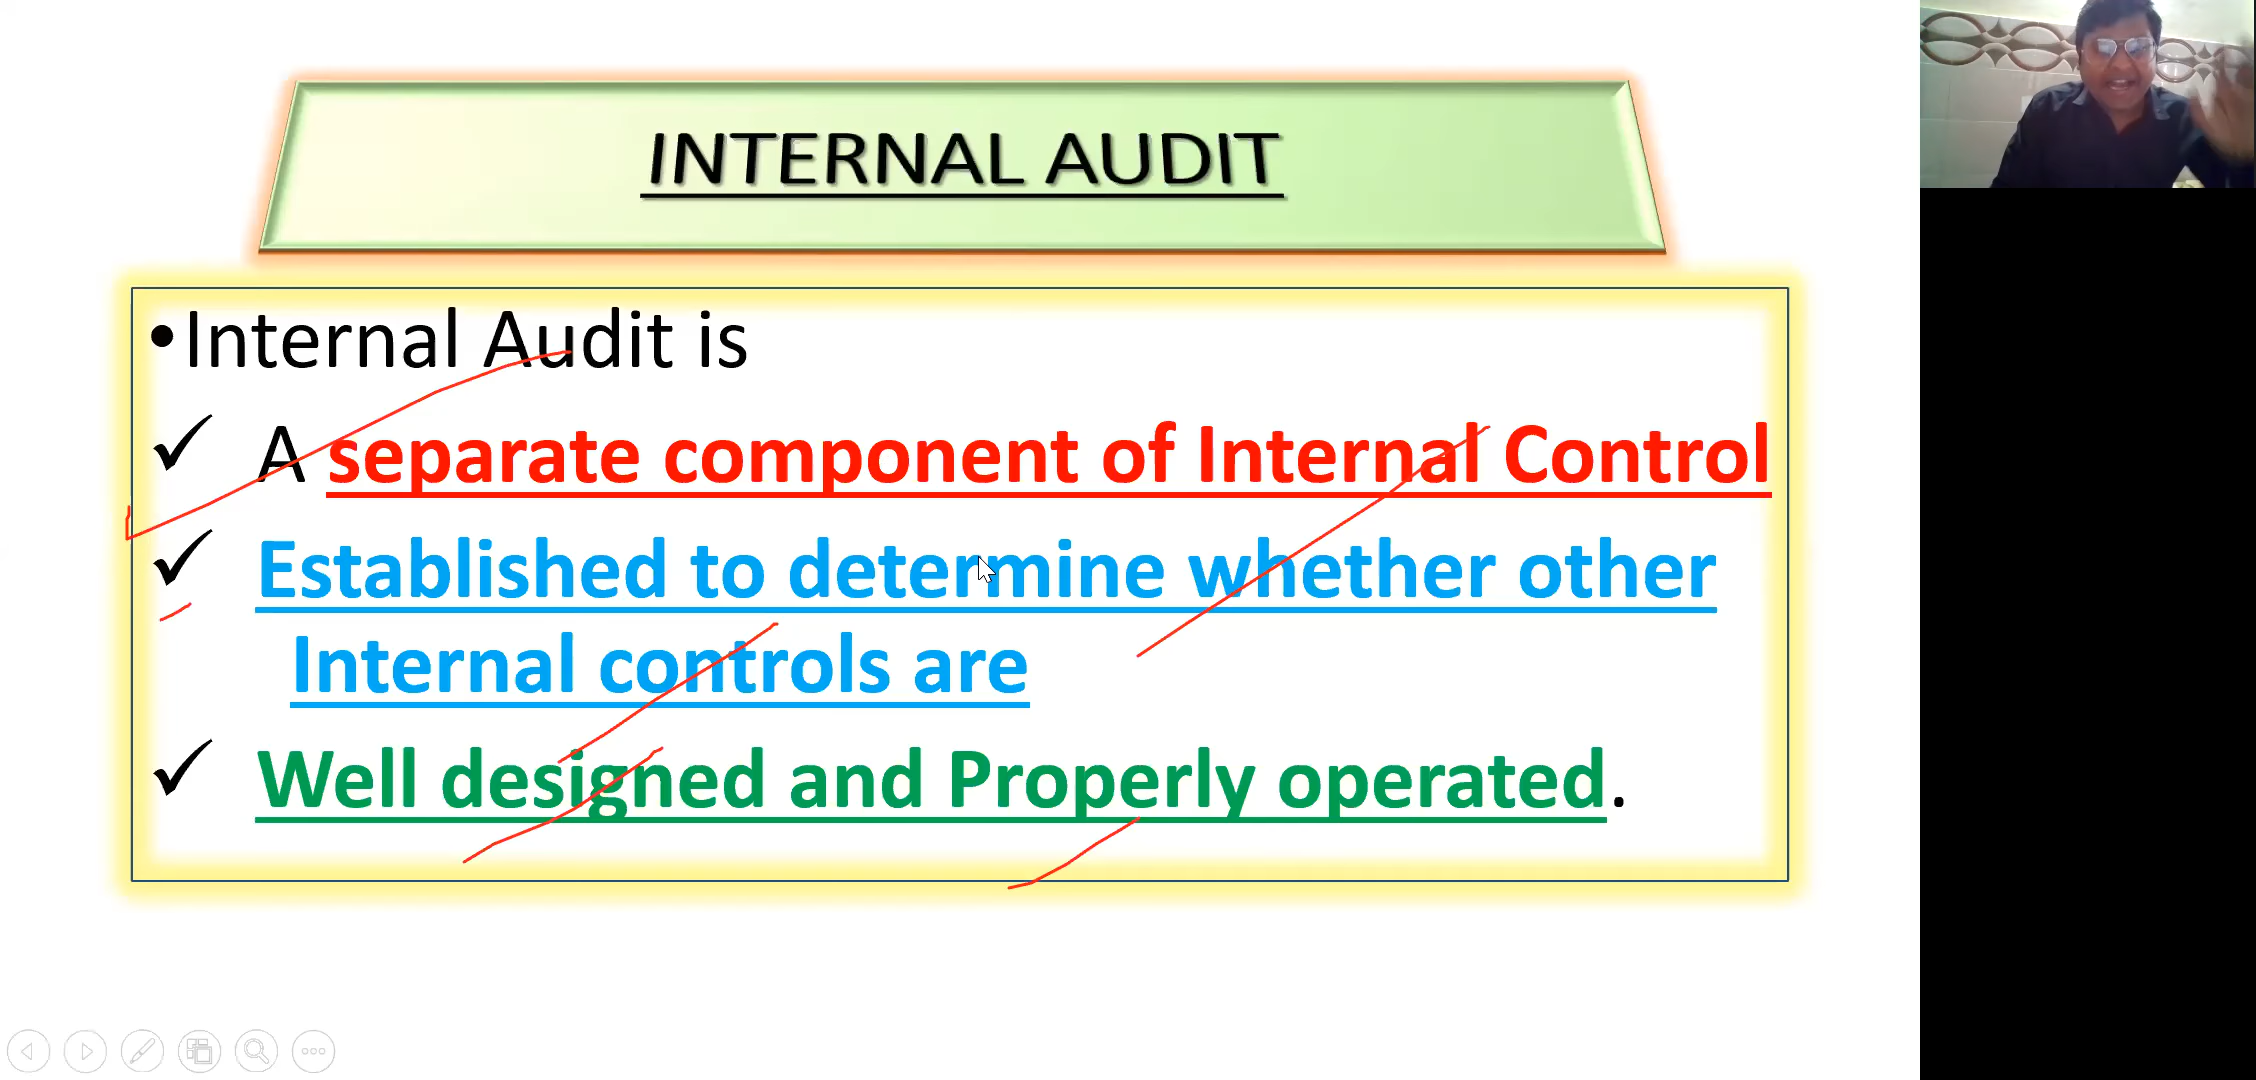 INTERNAL AUDIT
•Internal Audit is
✓ A separate component of Internal Control
✓ Established to determine whether other
Internal controls are
✓ Well designed and Properly operated.